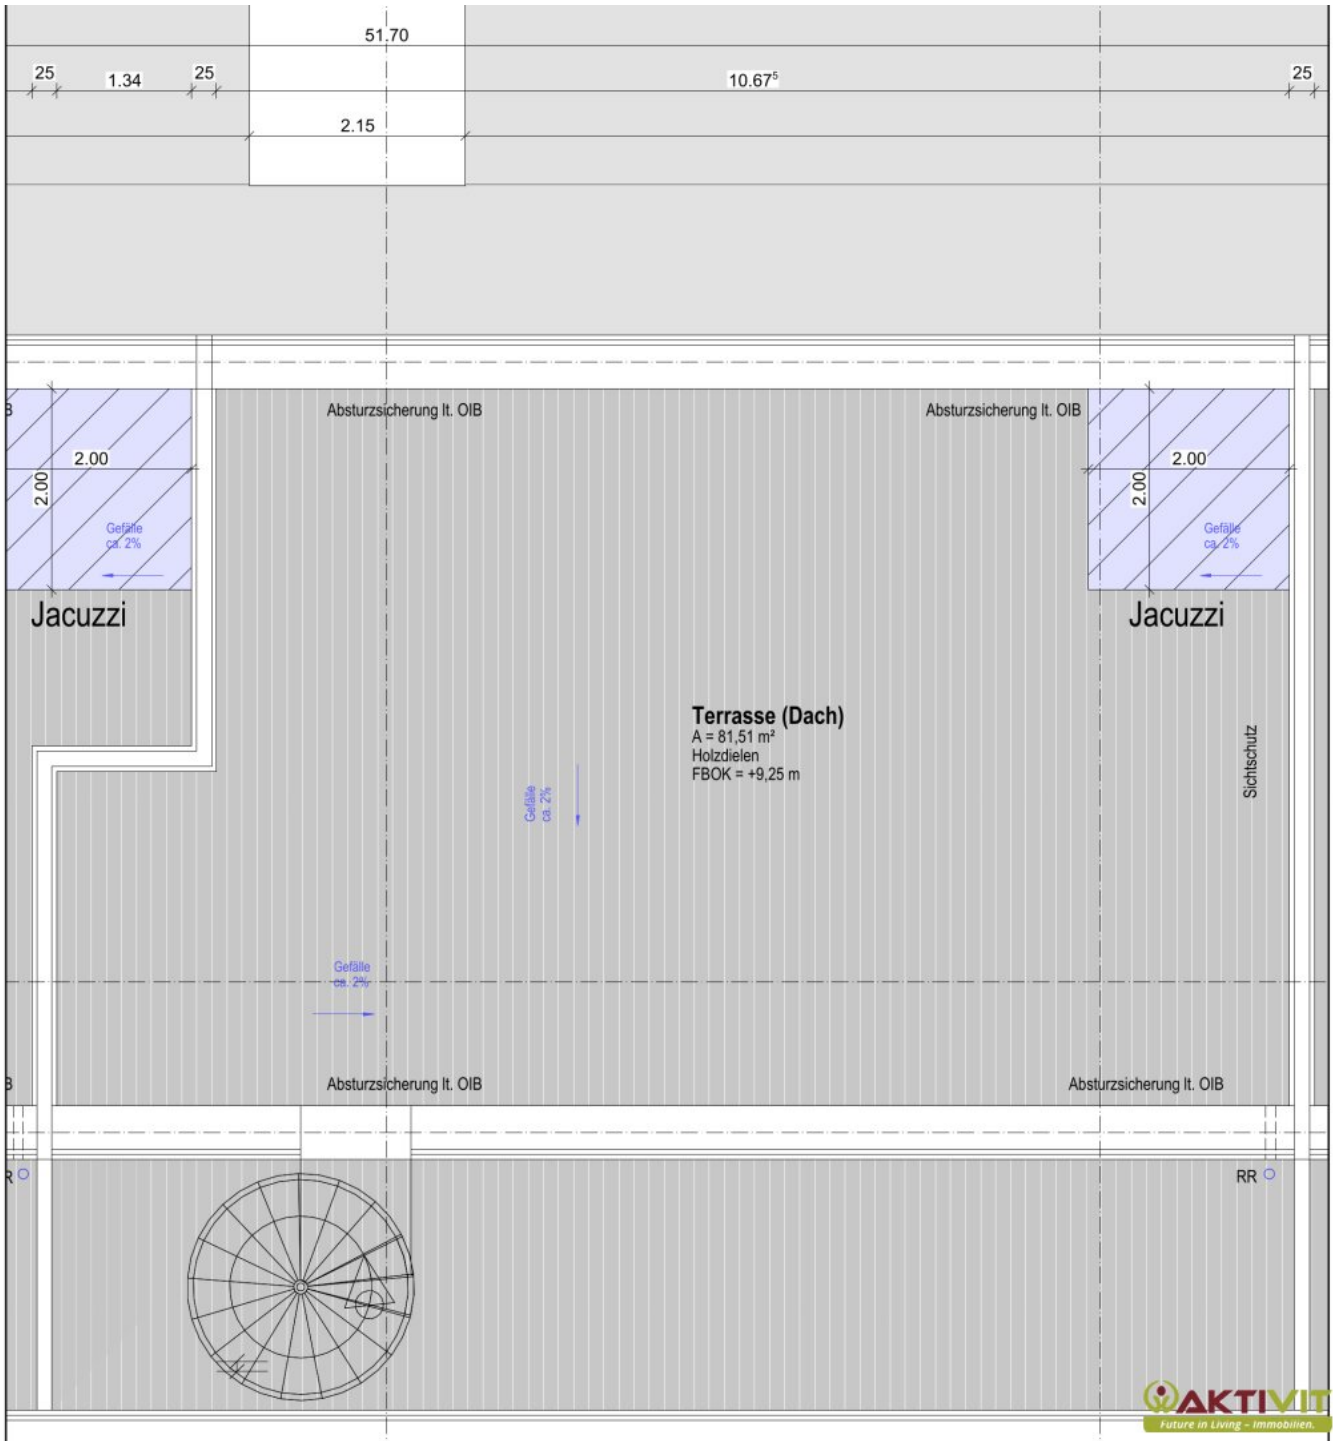 51.70
25
1.34
25
10.67⁵
25
2.15
Absturzsicherung lt. OIB
Absturzsicherung lt. OIB
2.00
2.00
Gefälle
ca. 2%
Jacuzzi
2.00
2.00
Gefälle
ca. 2%
Jacuzzi
Terrasse (Dach)
A = 81,51 m²
Holzdielen
FBOK = +9,25 m
Sichtschutz
Gefälle
ca. 2%
Gefälle
ca. 2%
Absturzsicherung lt. OIB
Absturzsicherung lt. OIB
RR
AKTIVIT
Future in Living – Immobilien.